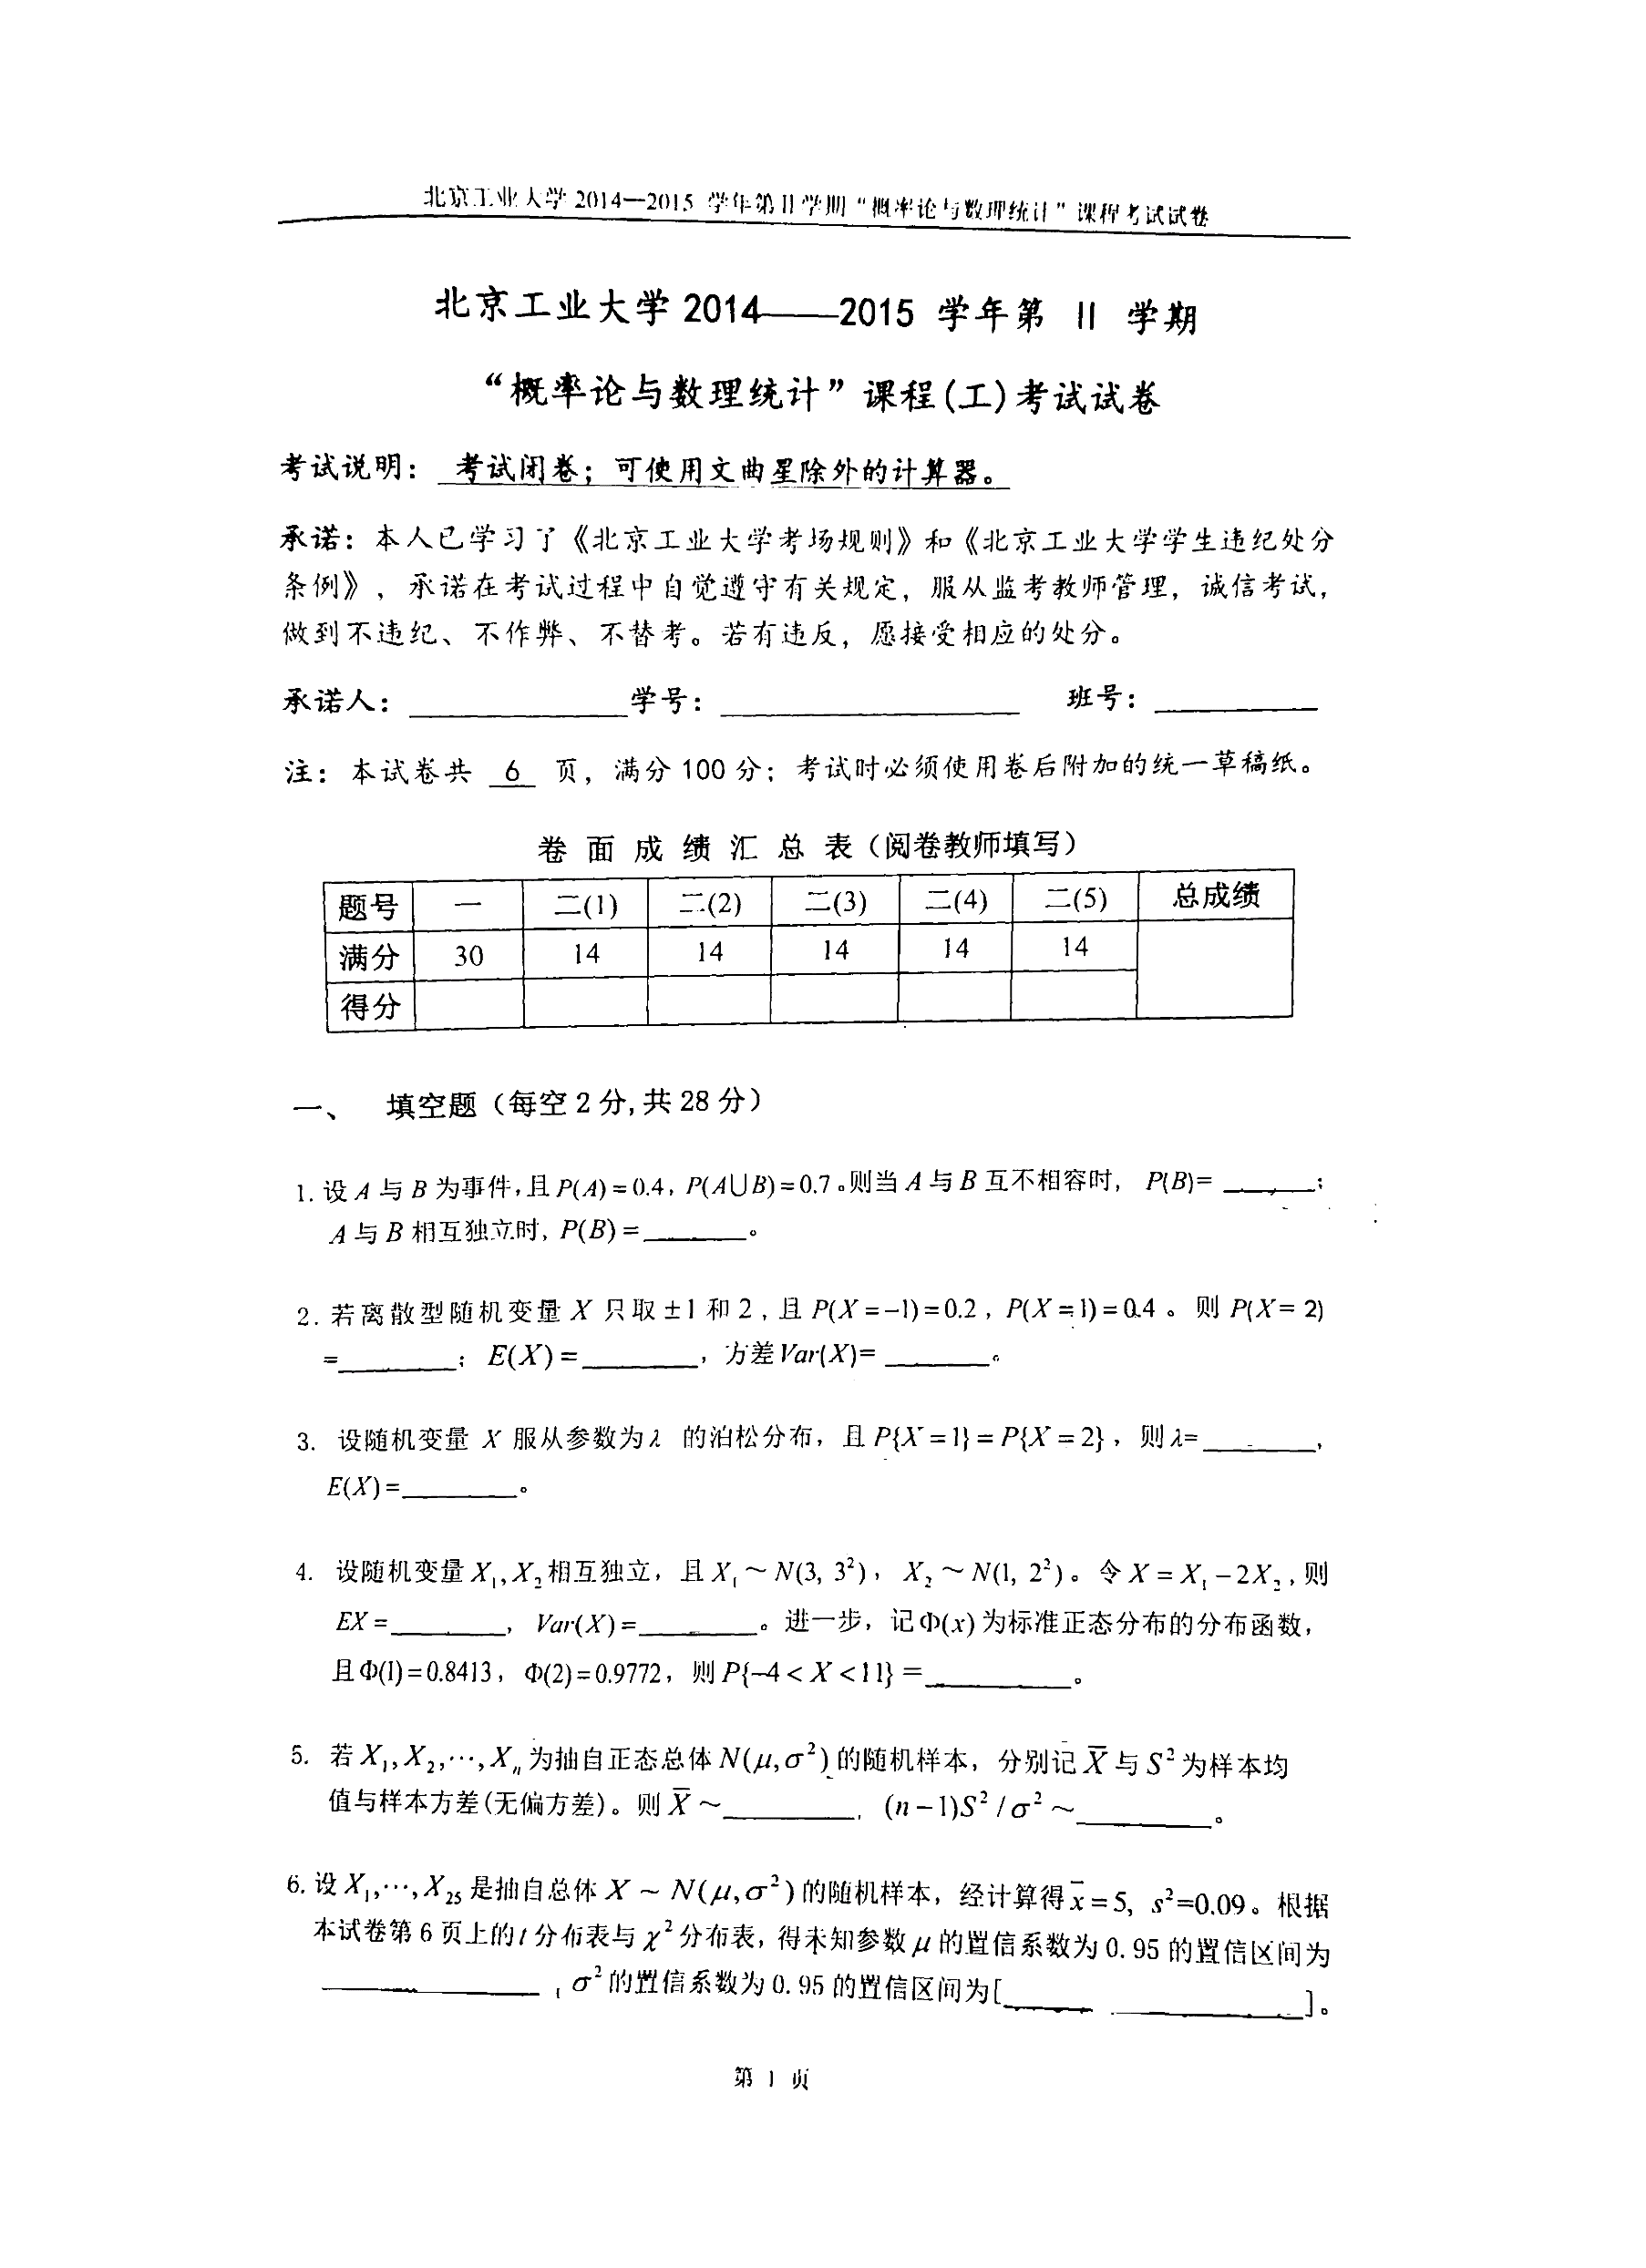 北京工业大学 2014—2015 学年第 II 学期 “概率论与数理统计” 课程考试试卷
北京工业大学 2014——2015 学年第 II 学期
“概率论与数理统计” 课程(工)考试试卷
考试说明: 考试闭卷; 可使用文曲星除外的计算器。
承诺: 本人已学习了《北京工业大学考场规则》和《北京工业大学学生违纪处分
条例》, 承诺在考试过程中自觉遵守有关规定, 服从监考教师管理, 诚信考试,
做到不违纪、不作弊、不替考。若有违反, 愿接受相应的处分。
承诺人: ________ 学号: ________ 班号: ________
注: 本试卷共 6 页, 满分 100 分; 考试时必须使用卷后附加的统一草稿纸。
卷 面 成 绩 汇 总 表 (阅卷教师填写)
题号 一 二(1) 二(2) 二(3) 二(4) 二(5) 总成绩
满分 30 14 14 14 14 14
得分
一、 填空题 (每空 2 分, 共 28 分)
1. 设 A 与 B 为事件, 且 P(A) = 0.4, P(A∪B) = 0.7。则当 A 与 B 互不相容时, P(B)= ________;
A 与 B 相互独立时, P(B) = ________。
2. 若离散型随机变量 X 只取 ±1 和 2, 且 P(X = −1) = 0.2, P(X = 1) = 0.4。则 P(X= 2)
=________; E(X) = ________, 方差 Var(X)= ________。
3. 设随机变量 X 服从参数为 λ 的泊松分布, 且 P{X = 1} = P{X = 2}, 则 λ= ________,
E(X) =________。
4. 设随机变量 X₁, X₂ 相互独立, 且 X₁ ~ N(3, 3²), X₂ ~ N(1, 2²)。令 X = X₁ − 2X₂, 则
EX = ________, Var(X) = ________。进一步, 记 Φ(x) 为标准正态分布的分布函数,
且 Φ(1) = 0.8413, Φ(2) = 0.9772, 则 P{−4 < X < 11} = ________。
5. 若 X₁, X₂, ⋯, Xₙ 为抽自正态总体 N(μ, σ²) 的随机样本, 分别记 X̄ 与 S² 为样本均
值与样本方差(无偏方差)。则 X̄ ~ ________, (n − 1)S² / σ² ~ ________。
6. 设 X₁, ⋯, X₂₅ 是抽自总体 X ~ N(μ, σ²) 的随机样本, 经计算得 x̄ = 5, s²=0.09。根据
本试卷第 6 页上的 t 分布表与 χ² 分布表, 得未知参数 μ 的置信系数为 0.95 的置信区间为
________, σ² 的置信系数为 0.95 的置信区间为[________ ________]。
第 1 页